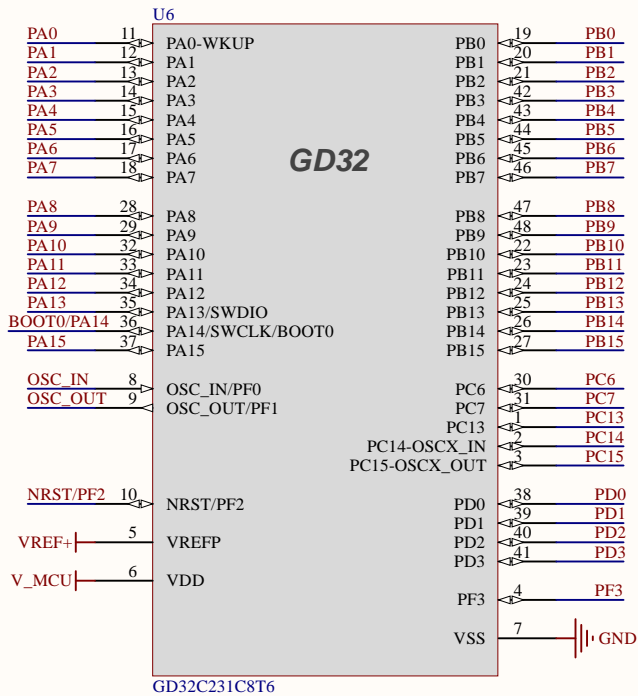 U6
PA0 11 PA0-WKUP PB0 19 PB0
PA1 12 PA1 PB1 20 PB1
PA2 13 PA2 PB2 21 PB2
PA3 14 PA3 PB3 42 PB3
PA4 15 PA4 PB4 43 PB4
PA5 16 PA5 PB5 44 PB5
PA6 17 PA6 PB6 45 PB6
PA7 18 PA7 PB7 46 PB7
GD32
PA8 28 PA8 PB8 47 PB8
PA9 29 PA9 PB9 48 PB9
PA10 32 PA10 PB10 22 PB10
PA11 33 PA11 PB11 23 PB11
PA12 34 PA12 PB12 24 PB12
PA13 35 PA13/SWDIO PB13 25 PB13
BOOT0/PA14 36 PA14/SWCLK/BOOT0 PB14 26 PB14
PA15 37 PA15 PB15 27 PB15
OSC_IN 8 OSC_IN/PF0 PC6 30 PC6
OSC_OUT 9 OSC_OUT/PF1 PC7 31 PC7
PC13 1 PC13
PC14-OSCX_IN 2 PC14
PC15-OSCX_OUT 3 PC15
NRST/PF2 10 NRST/PF2 PD0 38 PD0
PD1 39 PD1
VREF+ 5 VREFP PD2 40 PD2
PD3 41 PD3
V_MCU 6 VDD
PF3 4 PF3
VSS 7 GND
GD32C231C8T6